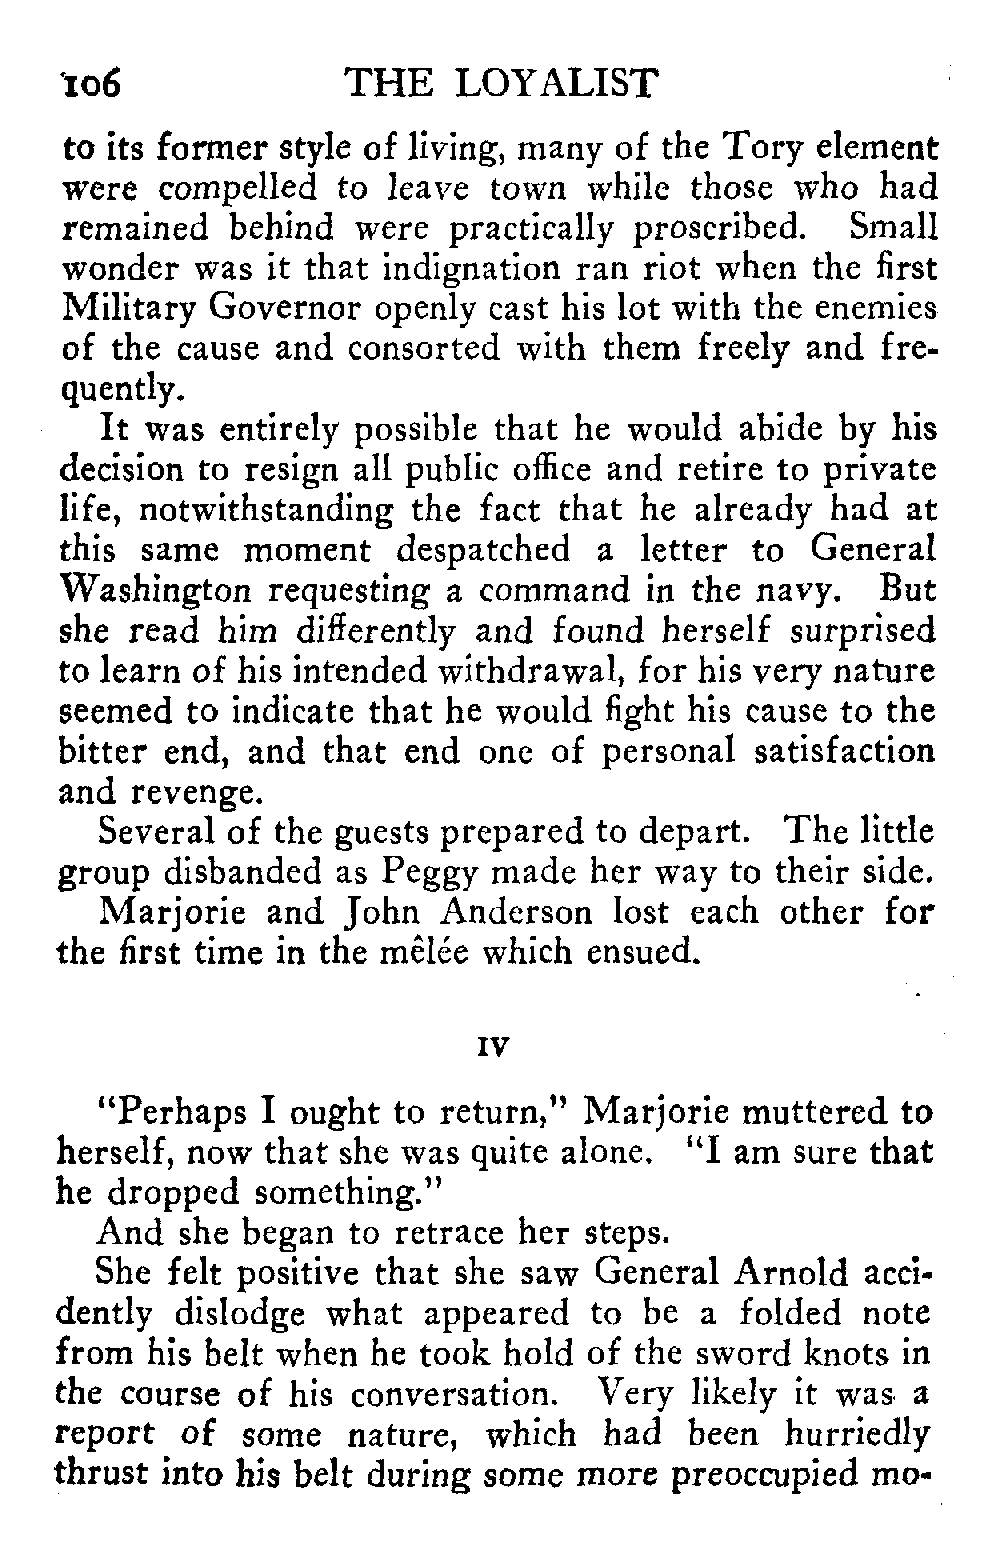 106 THE LOYALIST
to its former style of living, many of the Tory element
were compelled to leave town while those who had
remained behind were practically proscribed. Small
wonder was it that indignation ran riot when the first
Military Governor openly cast his lot with the enemies
of the cause and consorted with them freely and fre-
quently.
It was entirely possible that he would abide by his
decision to resign all public office and retire to private
life, notwithstanding the fact that he already had at
this same moment despatched a letter to General
Washington requesting a command in the navy. But
she read him differently and found herself surprised
to learn of his intended withdrawal, for his very nature
seemed to indicate that he would fight his cause to the
bitter end, and that end one of personal satisfaction
and revenge.
Several of the guests prepared to depart. The little
group disbanded as Peggy made her way to their side.
Marjorie and John Anderson lost each other for
the first time in the mêlée which ensued.
IV
"Perhaps I ought to return," Marjorie muttered to
herself, now that she was quite alone. "I am sure that
he dropped something."
And she began to retrace her steps.
She felt positive that she saw General Arnold acci-
dently dislodge what appeared to be a folded note
from his belt when he took hold of the sword knots in
the course of his conversation. Very likely it was a
report of some nature, which had been hurriedly
thrust into his belt during some more preoccupied mo-